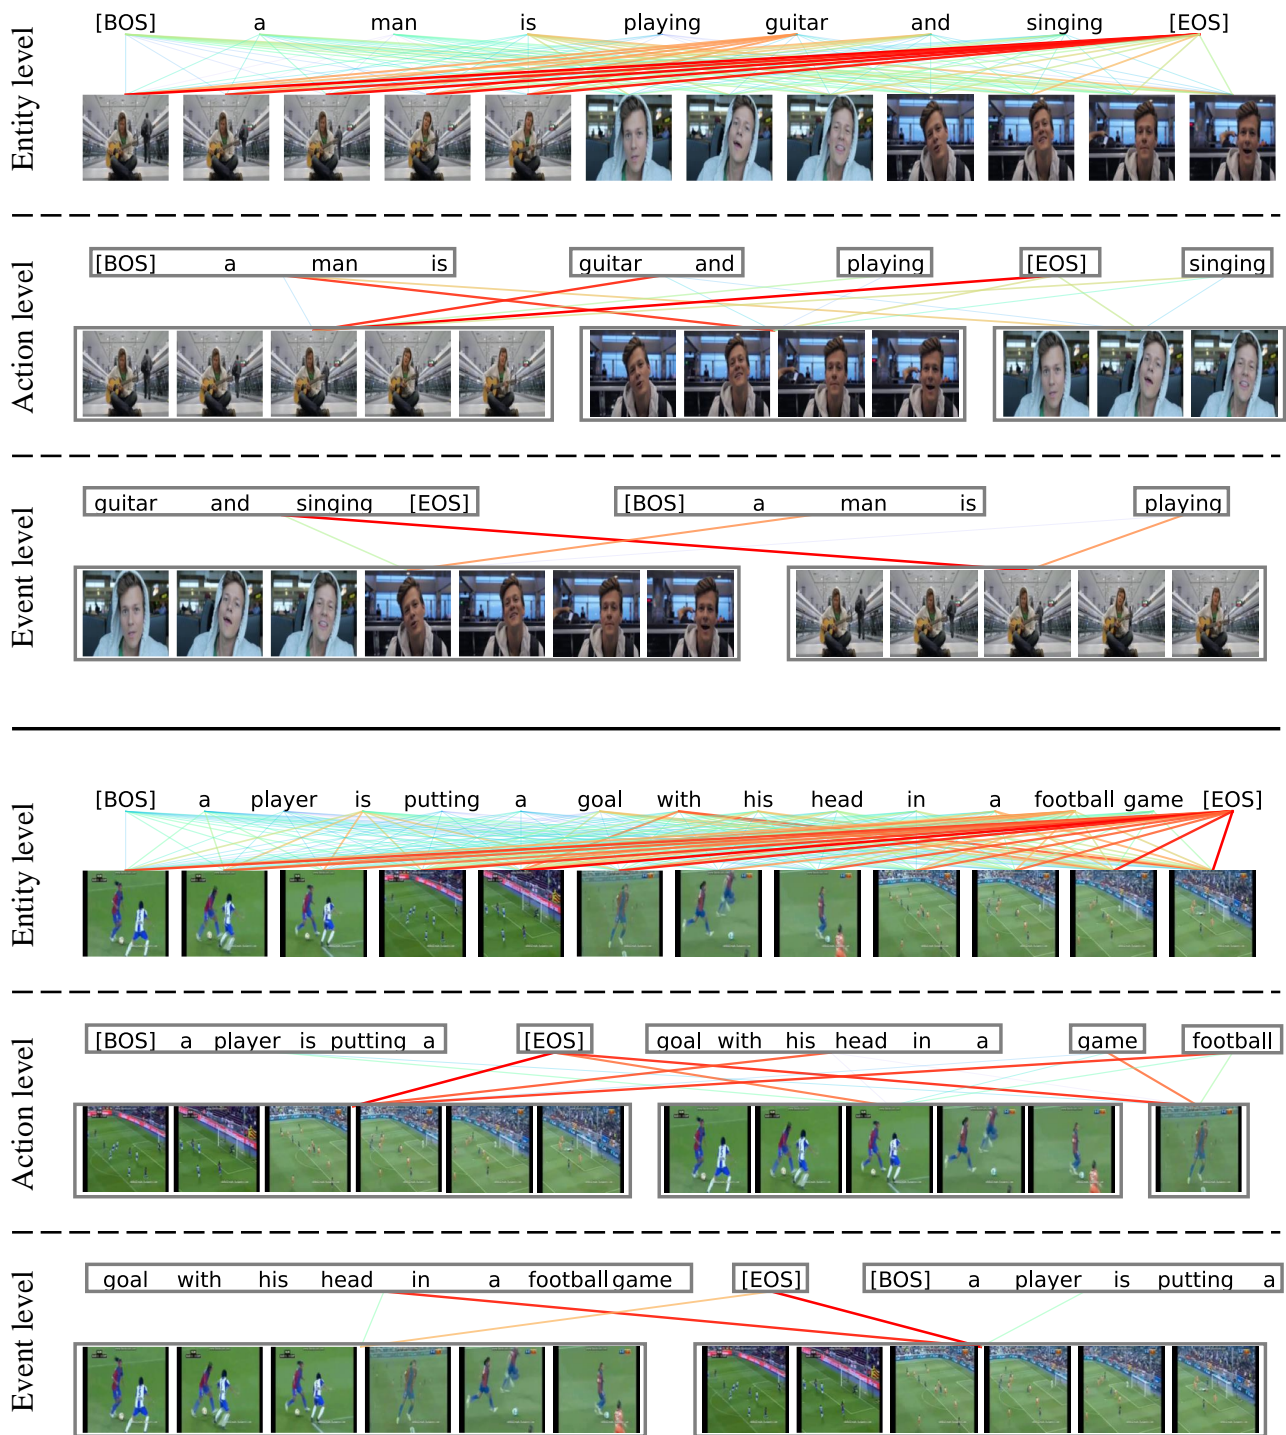 Entity level
[BOS] a man is playing guitar and singing [EOS]
Action level
[BOS] a man is guitar and playing [EOS] singing
Event level
guitar and singing [EOS] [BOS] a man is playing
Entity level
[BOS] a player is putting a goal with his head in a football game [EOS]
Action level
[BOS] a player is putting a [EOS] goal with his head in a game football
Event level
goal with his head in a football game [EOS] [BOS] a player is putting a